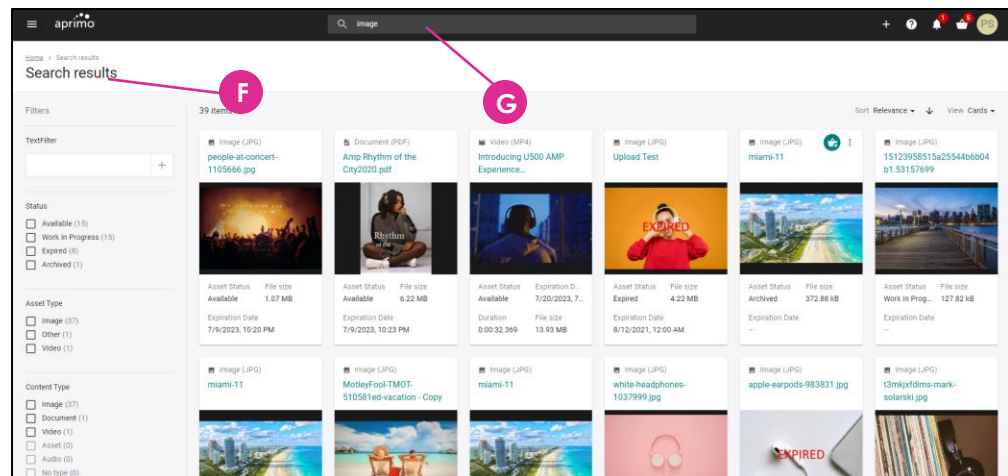 aprimo
image
1
5
PS
Home > Search results
Search results
F
G
Filters
39 items
Sort Relevance
View Cards
TextFilter
+
Status
Available (15)
Work in Progress (15)
Expired (8)
Archived (1)
Asset Type
Image (37)
Other (1)
Video (1)
Content Type
Image (37)
Document (1)
Video (1)
Asset (0)
Audio (0)
No type (0)
Image (JPG)
people-at-concert-
1105666.jpg
Asset Status File size
Available 1.07 MB
Expiration Date
7/9/2023, 10:20 PM
Document (PDF)
Amp Rhythm of the
City2020.pdf
Rhythm
of the
Asset Status File size
Available 6.22 MB
Expiration Date
7/9/2023, 10:23 PM
Video (MP4)
Introducing U500 AMP
Experience...
Asset Status Expiration D...
Available 7/20/2023, 7...
Duration File size
0:00:32.369 13.93 MB
Image (JPG)
Upload Test
EXPIRED
Asset Status File size
Expired 4.22 MB
Expiration Date
8/12/2021, 12:00 AM
Image (JPG)
miami-11
Asset Status File size
Archived 372.88 kB
Expiration Date
--
Image (JPG)
15123958515a25544b6b04
b1.53157699
Asset Status File size
Work in Prog... 127.82 kB
Expiration Date
--
Image (JPG)
miami-11
Image (JPG)
MotleyFool-TMOT-
510581ed-vacation - Copy
Image (JPG)
miami-11
Image (JPG)
white-headphones-
1037999.jpg
Image (JPG)
apple-earpods-983831.jpg
EXPIRED
Image (JPG)
t3mkjxfdims-mark-
solarski.jpg